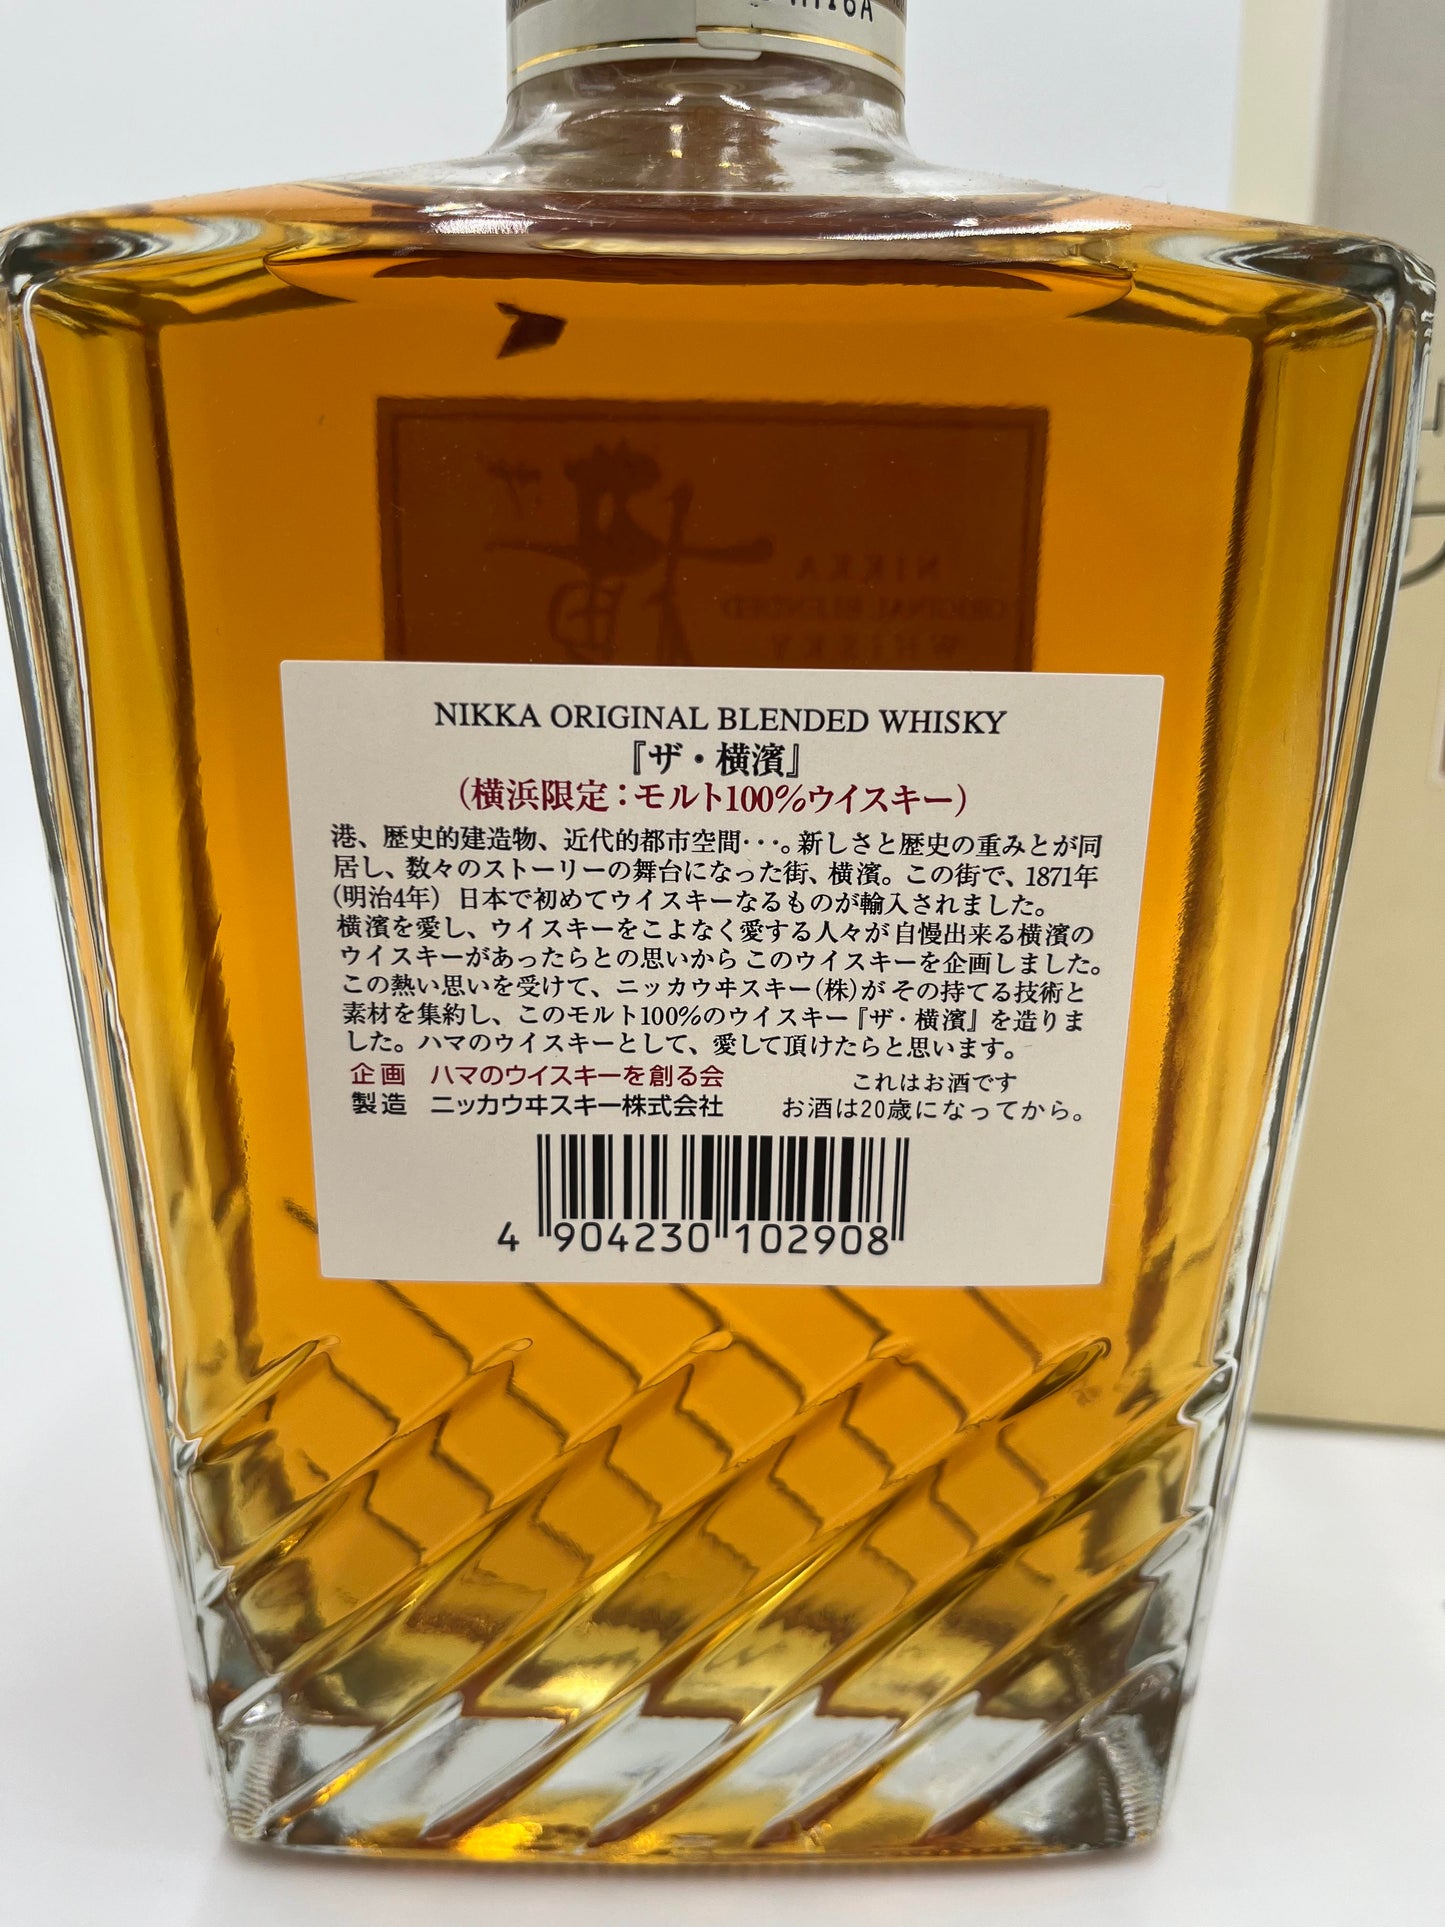 NIKKA ORIGINAL BLENDED WHISKY
『ザ・横濱』
(横浜限定:モルト100%ウイスキー)
港、歴史的建造物、近代的都市空間・・・。新しさと歴史の重みとが同
居し、数々のストーリーの舞台になった街、横濱。この街で、1871年
(明治4年) 日本で初めてウイスキーなるものが輸入されました。
横濱を愛し、ウイスキーをこよなく愛する人々が自慢出来る横濱の
ウイスキーがあったらとの思いから このウイスキーを企画しました。
この熱い思いを受けて、ニッカウヰスキー(株)が その持てる技術と
素材を集約し、このモルト100%のウイスキー『ザ・横濱』を造りま
した。ハマのウイスキーとして、愛して頂けたらと思います。
企画 ハマのウイスキーを創る会
製造 ニッカウヰスキー株式会社
これはお酒です
お酒は20歳になってから。
4 904230 102908
NIKKA
ORIGINAL BLENDED
WHISKY